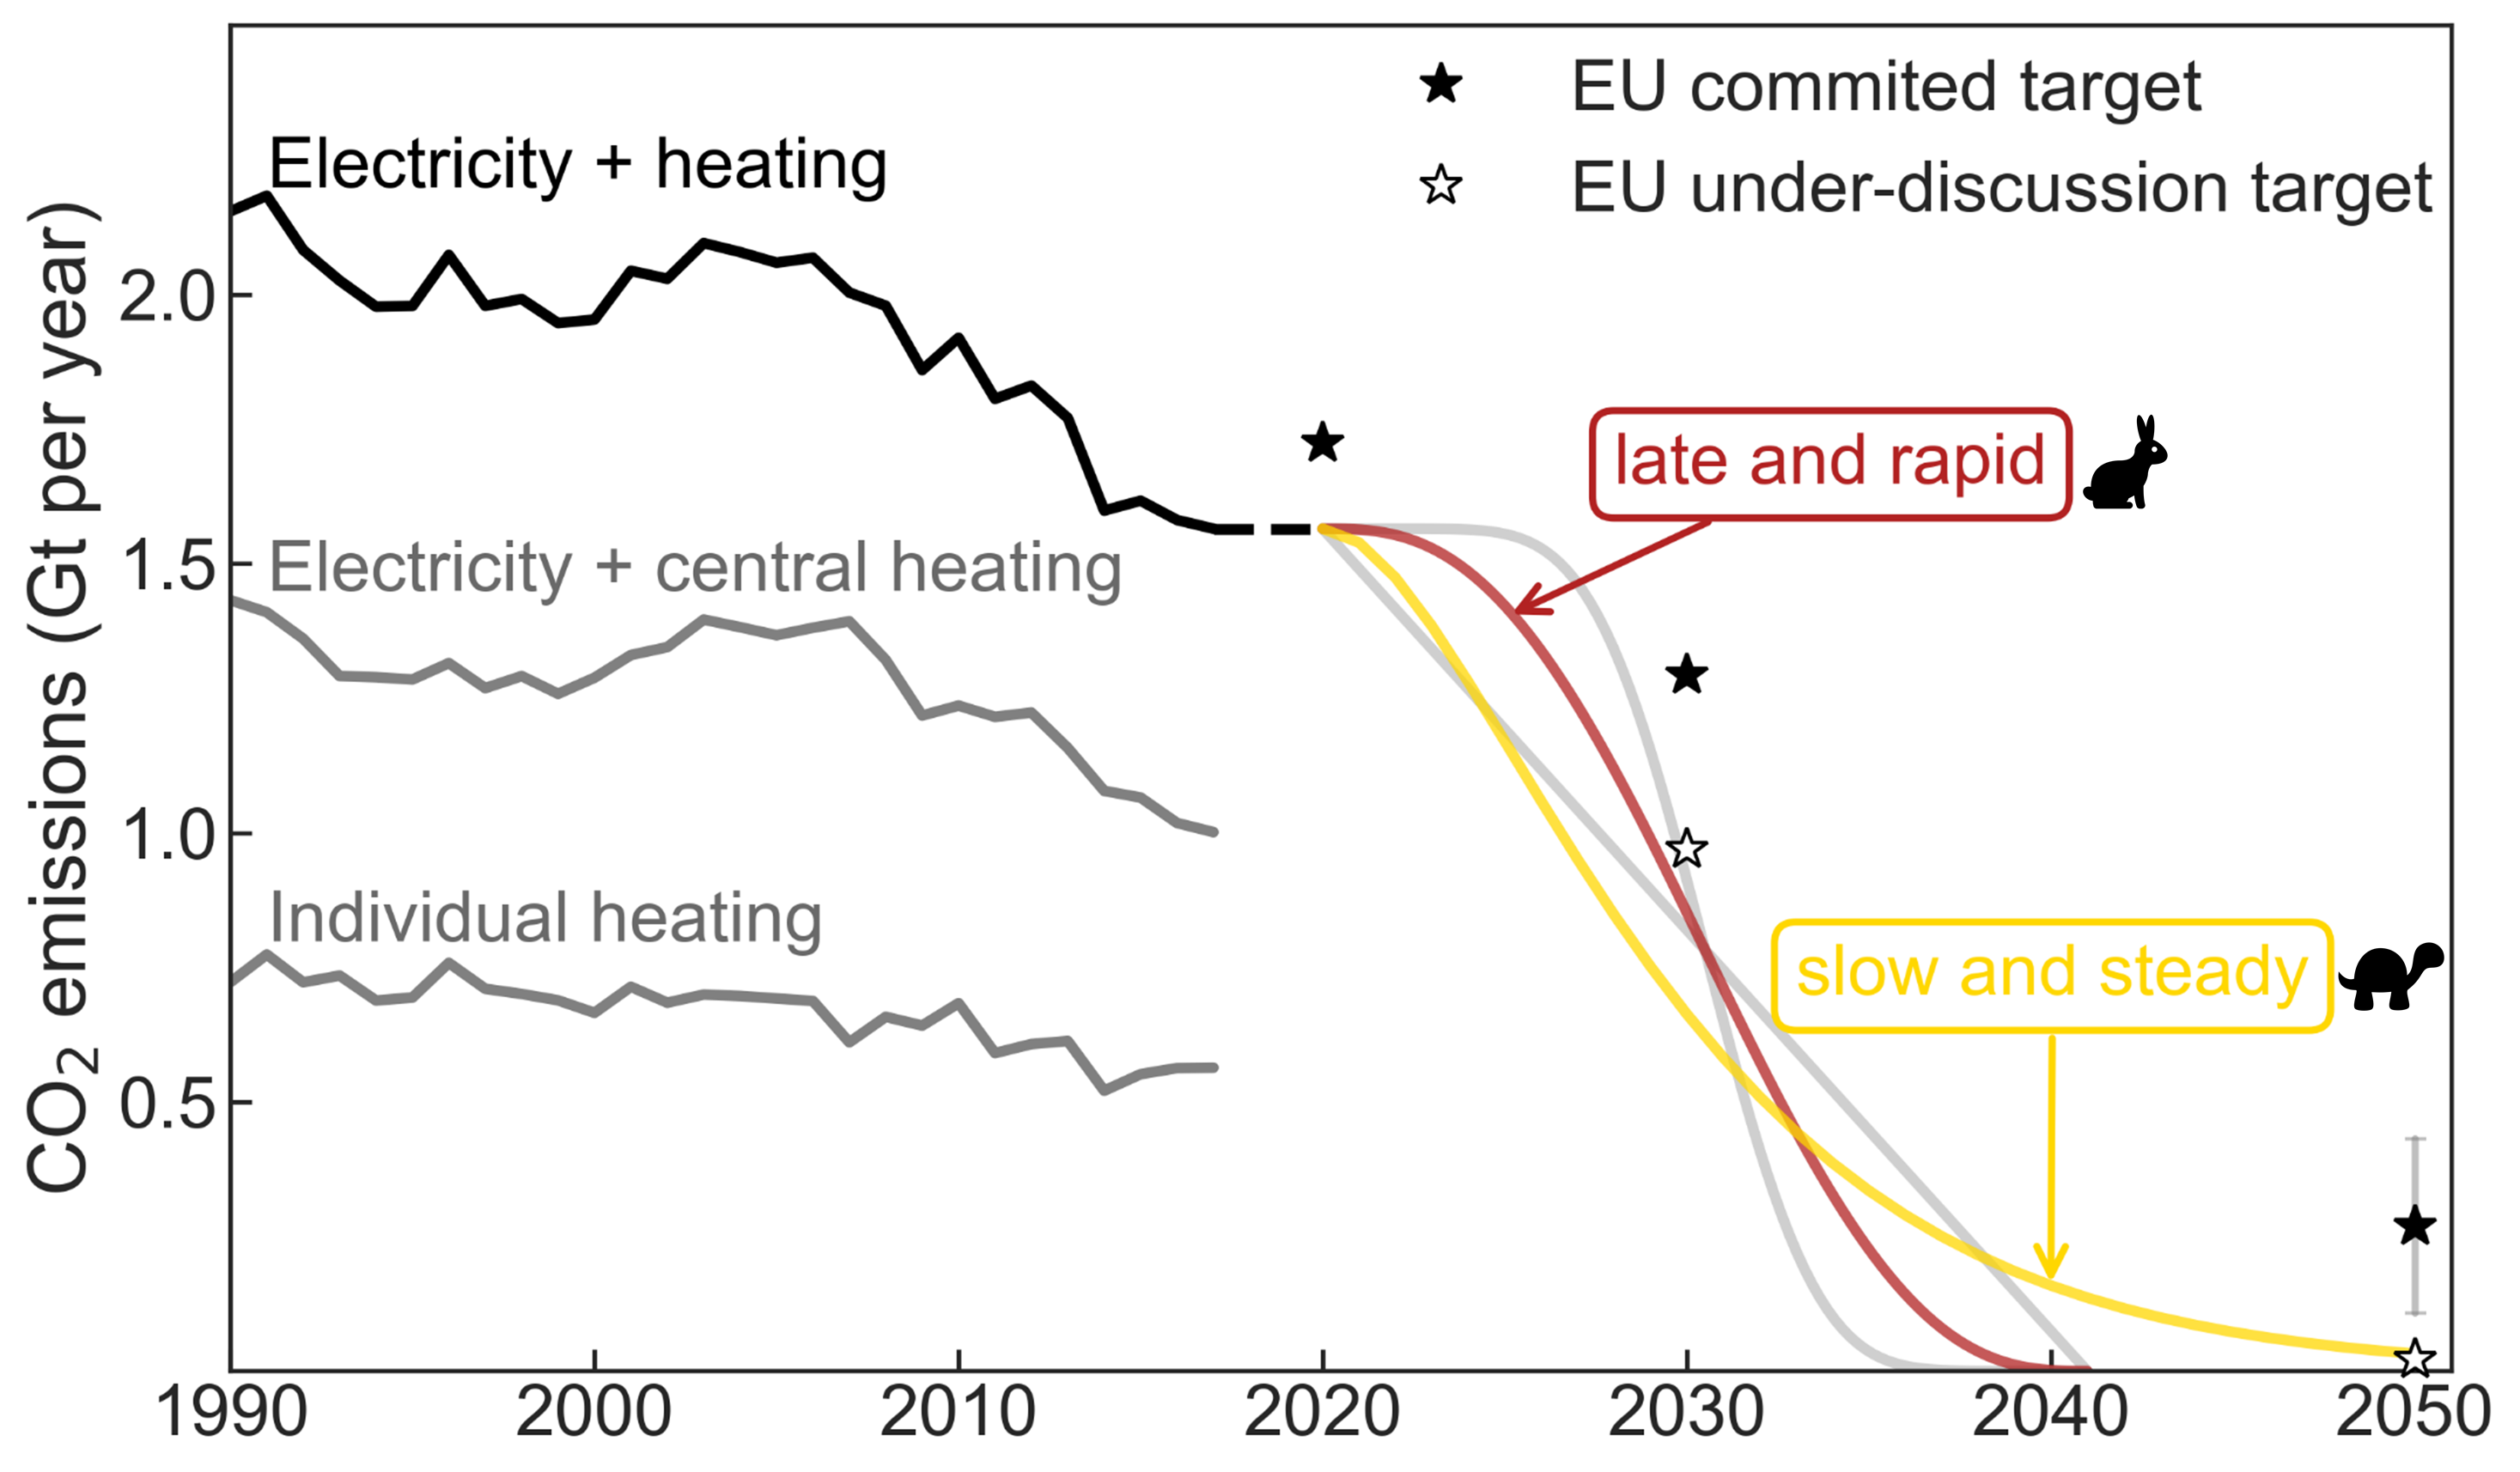 EU commited target
EU under-discussion target
Electricity + heating
late and rapid
Electricity + central heating
Individual heating
slow and steady
CO2 emissions (Gt per year)
2.0
1.5
1.0
0.5
1990 2000 2010 2020 2030 2040 2050